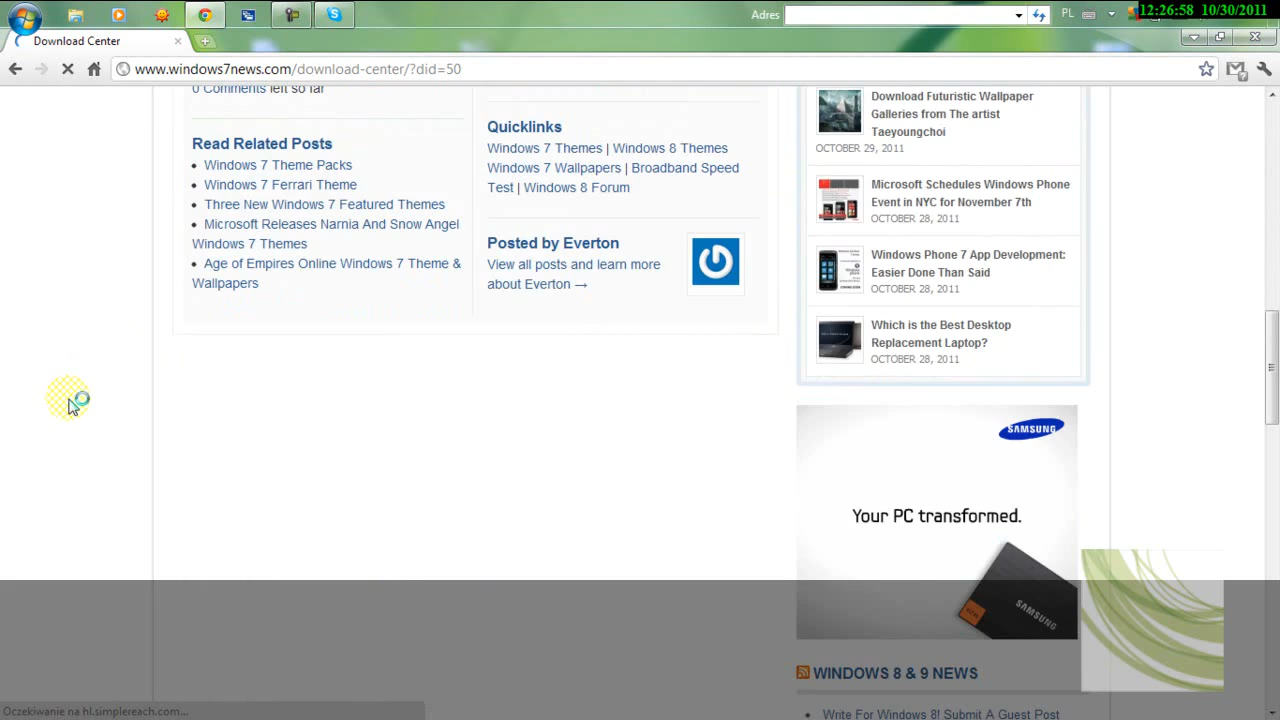 Adres
PL
12:26:58 10/30/2011
Download Center
www.windows7news.com/download-center/?did=50
0 Comments left so far
Read Related Posts
Windows 7 Theme Packs
Windows 7 Ferrari Theme
Three New Windows 7 Featured Themes
Microsoft Releases Narnia And Snow Angel
Windows 7 Themes
Age of Empires Online Windows 7 Theme &
Wallpapers
Quicklinks
Windows 7 Themes | Windows 8 Themes
Windows 7 Wallpapers | Broadband Speed
Test | Windows 8 Forum
Posted by Everton
View all posts and learn more
about Everton →
Download Futuristic Wallpaper
Galleries from The artist
Taeyoungchoi
OCTOBER 29, 2011
Microsoft Schedules Windows Phone
Event in NYC for November 7th
OCTOBER 28, 2011
Windows Phone 7 App Development:
Easier Done Than Said
OCTOBER 28, 2011
Which is the Best Desktop
Replacement Laptop?
OCTOBER 28, 2011
SAMSUNG
Your PC transformed.
SAMSUNG
WINDOWS 8 & 9 NEWS
Write For Windows 8! Submit A Guest Post
Oczekiwanie na hl.simplereach.com...